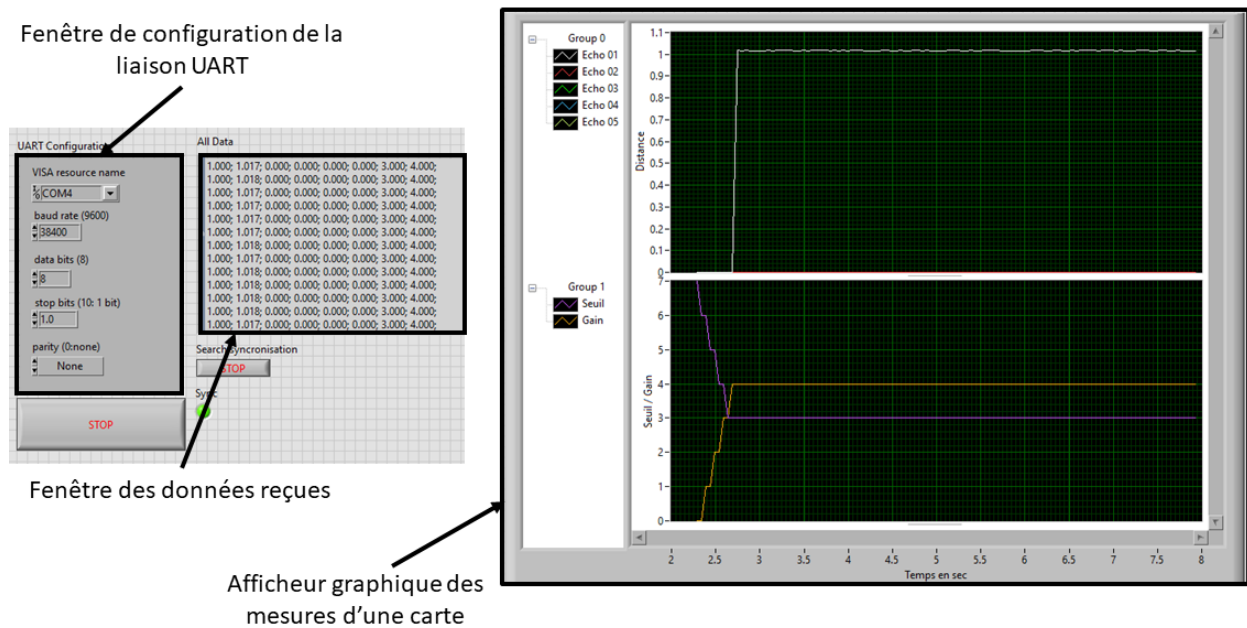 Fenêtre de configuration de la
liaison UART
UART Configuration
VISA resource name
COM4
baud rate (9600)
38400
data bits (8)
8
stop bits (10: 1 bit)
1.0
parity (0:none)
None
STOP
All Data
1.000; 1.017; 0.000; 0.000; 0.000; 0.000; 3.000; 4.000;
1.000; 1.018; 0.000; 0.000; 0.000; 0.000; 3.000; 4.000;
1.000; 1.017; 0.000; 0.000; 0.000; 0.000; 3.000; 4.000;
1.000; 1.017; 0.000; 0.000; 0.000; 0.000; 3.000; 4.000;
1.000; 1.017; 0.000; 0.000; 0.000; 0.000; 3.000; 4.000;
1.000; 1.017; 0.000; 0.000; 0.000; 0.000; 3.000; 4.000;
1.000; 1.018; 0.000; 0.000; 0.000; 0.000; 3.000; 4.000;
1.000; 1.017; 0.000; 0.000; 0.000; 0.000; 3.000; 4.000;
1.000; 1.018; 0.000; 0.000; 0.000; 0.000; 3.000; 4.000;
1.000; 1.018; 0.000; 0.000; 0.000; 0.000; 3.000; 4.000;
1.000; 1.018; 0.000; 0.000; 0.000; 0.000; 3.000; 4.000;
1.000; 1.018; 0.000; 0.000; 0.000; 0.000; 3.000; 4.000;
1.000; 1.017; 0.000; 0.000; 0.000; 0.000; 3.000; 4.000;
Search syncronisation
STOP
Sync
Fenêtre des données reçues
Afficheur graphique des
mesures d'une carte
Group 0
Echo 01
Echo 02
Echo 03
Echo 04
Echo 05
Distance
1.1
1
0.9
0.8
0.7
0.6
0.5
0.4
0.3
0.2
0.1
0
Group 1
Seuil
Gain
Seuil / Gain
7
6
5
4
3
2
1
0
2 2.5 3 3.5 4 4.5 5 5.5 6 6.5 7 7.5 8
Temps en sec